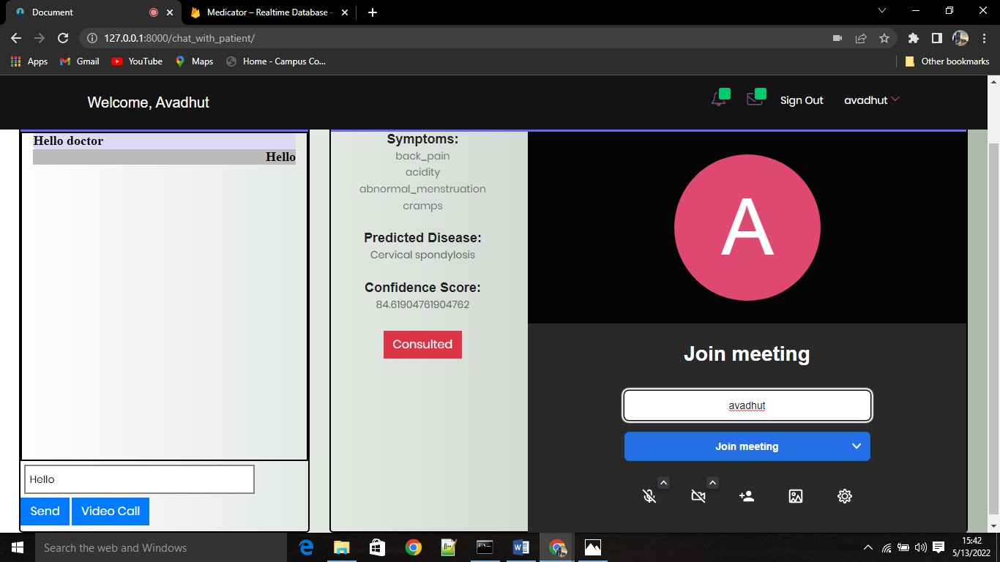 Document
Medicator – Realtime Database –
127.0.0.1:8000/chat_with_patient/
Apps
Gmail
YouTube
Maps
Home - Campus Co...
Other bookmarks
Welcome, Avadhut
Sign Out
avadhut
Hello doctor
Hello
Hello
Send
Video Call
Symptoms:
back_pain
acidity
abnormal_menstruation
cramps
Predicted Disease:
Cervical spondylosis
Confidence Score:
84.61904761904762
Consulted
A
Join meeting
avadhut
Join meeting
Search the web and Windows
15:42
5/13/2022